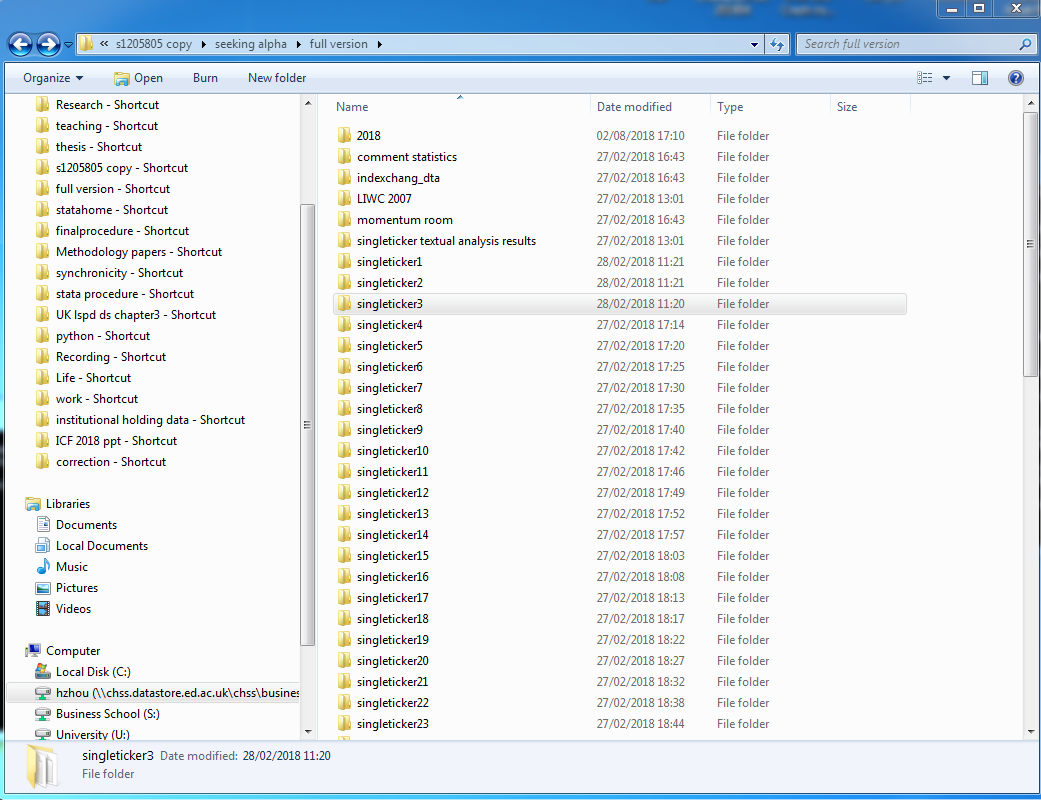 « s1205805 copy ▸ seeking alpha ▸ full version ▸
Search full version
Organize Open Burn New folder
Research - Shortcut
teaching - Shortcut
thesis - Shortcut
s1205805 copy - Shortcut
full version - Shortcut
statahome - Shortcut
finalprocedure - Shortcut
Methodology papers - Shortcut
synchronicity - Shortcut
stata procedure - Shortcut
UK lspd ds chapter3 - Shortcut
python - Shortcut
Recording - Shortcut
Life - Shortcut
work - Shortcut
institutional holding data - Shortcut
ICF 2018 ppt - Shortcut
correction - Shortcut
Libraries
Documents
Local Documents
Music
Pictures
Videos
Computer
Local Disk (C:)
hzhou (\\chss.datastore.ed.ac.uk\chss\busines
Business School (S:)
University (U:)
Name Date modified Type Size
2018 02/08/2018 17:10 File folder
comment statistics 27/02/2018 16:43 File folder
indexchang_dta 27/02/2018 16:43 File folder
LIWC 2007 27/02/2018 13:01 File folder
momentum room 27/02/2018 16:43 File folder
singleticker textual analysis results 27/02/2018 13:01 File folder
singleticker1 28/02/2018 11:21 File folder
singleticker2 28/02/2018 11:21 File folder
singleticker3 28/02/2018 11:20 File folder
singleticker4 27/02/2018 17:14 File folder
singleticker5 27/02/2018 17:20 File folder
singleticker6 27/02/2018 17:25 File folder
singleticker7 27/02/2018 17:30 File folder
singleticker8 27/02/2018 17:35 File folder
singleticker9 27/02/2018 17:40 File folder
singleticker10 27/02/2018 17:42 File folder
singleticker11 27/02/2018 17:46 File folder
singleticker12 27/02/2018 17:49 File folder
singleticker13 27/02/2018 17:52 File folder
singleticker14 27/02/2018 17:57 File folder
singleticker15 27/02/2018 18:03 File folder
singleticker16 27/02/2018 18:08 File folder
singleticker17 27/02/2018 18:13 File folder
singleticker18 27/02/2018 18:17 File folder
singleticker19 27/02/2018 18:22 File folder
singleticker20 27/02/2018 18:27 File folder
singleticker21 27/02/2018 18:32 File folder
singleticker22 27/02/2018 18:38 File folder
singleticker23 27/02/2018 18:44 File folder
singleticker3 Date modified: 28/02/2018 11:20
File folder